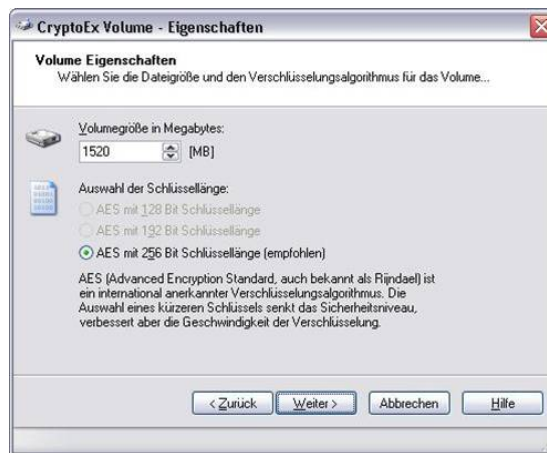 CryptoEx Volume - Eigenschaften
Volume Eigenschaften
Wählen Sie die Dateigröße und den Verschlüsselungsalgorithmus für das Volume...
Volumegröße in Megabytes:
1520 [MB]
Auswahl der Schlüssellänge:
AES mit 128 Bit Schlüssellänge
AES mit 192 Bit Schlüssellänge
AES mit 256 Bit Schlüssellänge (empfohlen)
AES (Advanced Encryption Standard, auch bekannt als Rijndael) ist
ein international anerkannter Verschlüsselungsalgorithmus. Die
Auswahl eines kürzeren Schlüssels senkt das Sicherheitsniveau,
verbessert aber die Geschwindigkeit der Verschlüsselung.
< Zurück Weiter > Abbrechen Hilfe